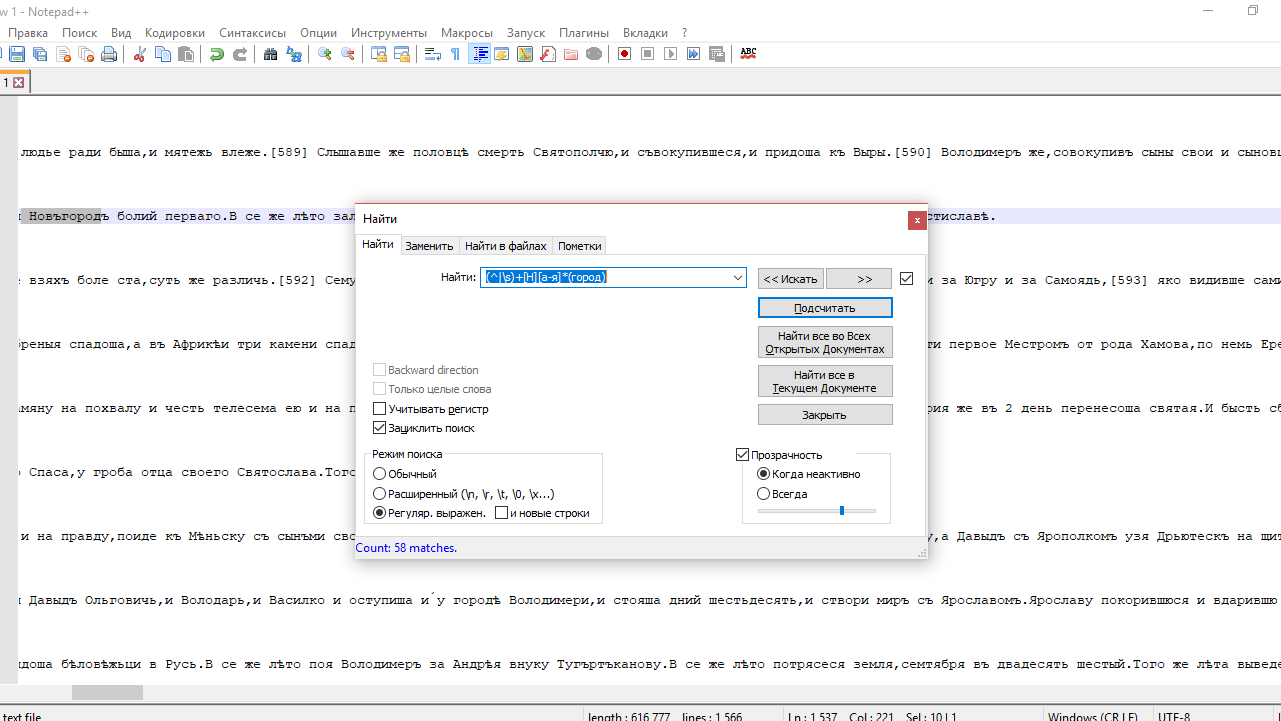 w 1 - Notepad++
Правка Поиск Вид Кодировки Синтаксисы Опции Инструменты Макросы Запуск Плагины Вкладки ?
ABC
1
людье ради быша,и мятежь влеже.[589] Слышавше же половцѣ смерть Святополчю,и съвокупившеся,и придоша къ Выры.[590] Володимеръ же,совокупивъ сыны свои и сыновц
Новъгородъ болий перваго.В се же лѣто зал
стиславѣ.
Найти
x
Найти Заменить Найти в файлах Пометки
Найти: (^|\s)+[Н][а-я]*(город)
<< Искать >>
Подсчитать
взяхъ боле ста,суть же различь.[592] Сему
и за Югру и за Самоядь,[593] яко видивше сами
Найти все во Всех
Открытых Документах
реныя спадоша,а въ Африкѣи три камени спад
ти первое Местромъ от рода Хамова,по немь Ере
Backward direction
Найти все в
Текущем Документе
Только целые слова
мяну на похвалу и честь телесема ею и на п
рия же въ 2 день перенесоша святая.И бысть сб
Учитывать регистр
Закрыть
Зациклить поиск
Режим поиска
Прозрачность
Спаса,у гроба отца своего Святослава.Того
Обычный
Когда неактивно
Расширенный (\n, \r, \t, \0, \x...)
Всегда
Регуляр. выражен. и новые строки
и на правду,поиде къ Мѣньску съ сынъми сво
у,а Давыдъ съ Ярополкомъ узя Дрьютескъ на щит
Count: 58 matches.
Давыдъ Ольговичь,и Володарь,и Василко и оступиша и´у городѣ Володимери,и стояша дний шестьдесять,и створи миръ съ Ярославомъ.Ярославу покорившюся и вдарившю
идоша бѣловѣжьци в Русь.В се же лѣто поя Володимеръ за Андрѣя внуку Тугъртъканову.В се же лѣто потрясеся земля,семтября въ двадесять шестый.Того же лѣта выведе
text file length : 616 777 lines : 1 566 Ln : 1 537 Col : 221 Sel : 10 | 1 Windows (CR LF) UTF-8